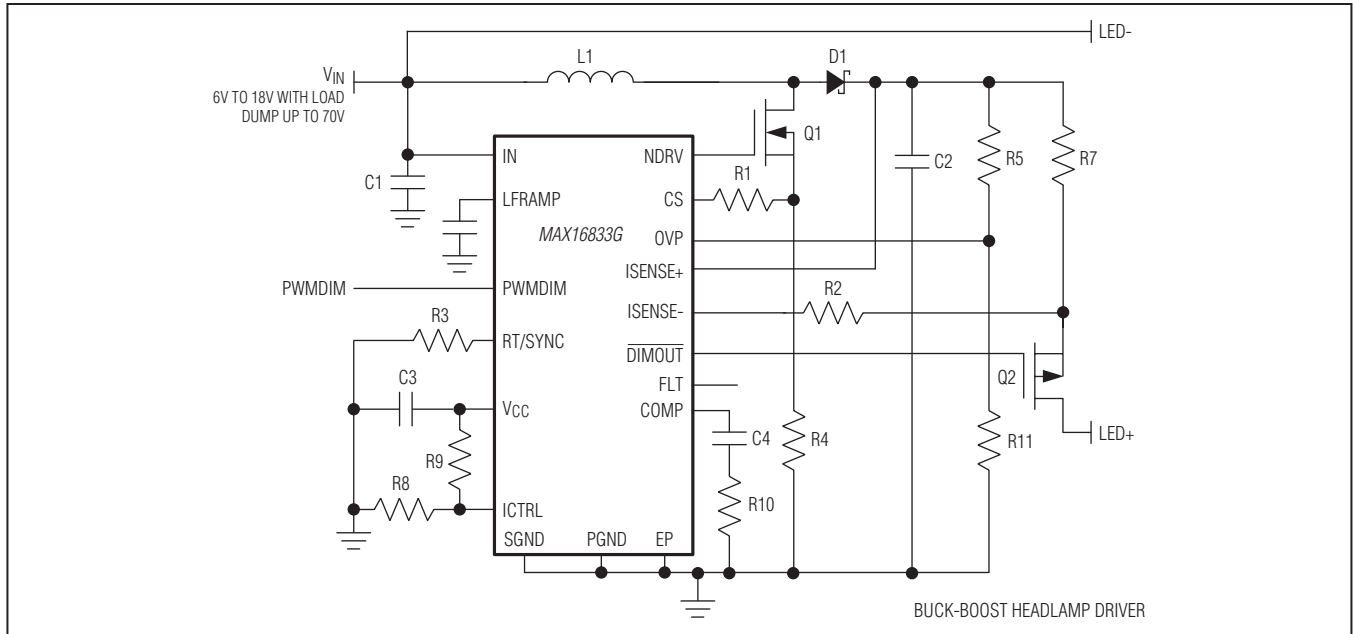 LED-
L1
D1
VIN
6V TO 18V WITH LOAD
DUMP UP TO 70V
Q1
IN
NDRV
C2
R5
R7
C1
R1
LFRAMP
CS
MAX16833G
OVP
ISENSE+
PWMDIM
PWMDIM
R2
ISENSE-
R3
RT/SYNC
DIMOUT
Q2
FLT
C3
VCC
COMP
LED+
C4
R4
R11
R9
R8
R10
ICTRL
SGND
PGND
EP
BUCK-BOOST HEADLAMP DRIVER